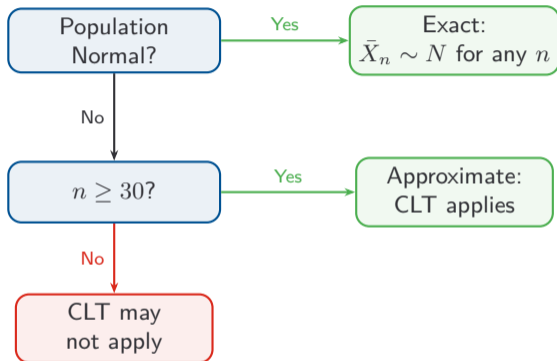 Population
Normal?
Yes
Exact:
X̄ₙ ∼ N for any n
No
n ≥ 30?
Yes
Approximate:
CLT applies
No
CLT may
not apply